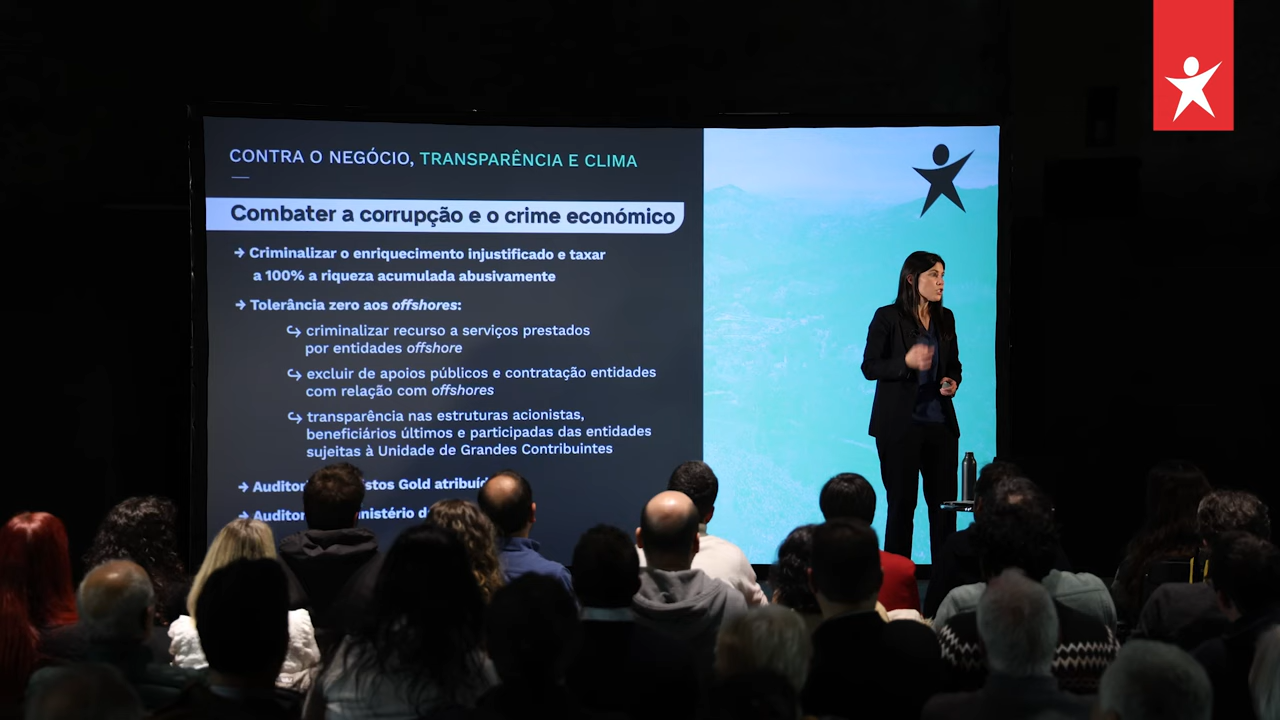 CONTRA O NEGÓCIO, TRANSPARÊNCIA E CLIMA
Combater a corrupção e o crime económico
→ Criminalizar o enriquecimento injustificado e taxar
a 100% a riqueza acumulada abusivamente
→ Tolerância zero aos offshores:
↪ criminalizar recurso a serviços prestados
por entidades offshore
↪ excluir de apoios públicos e contratação entidades
com relação com offshores
↪ transparência nas estruturas acionistas,
beneficiários últimos e participadas das entidades
sujeitas à Unidade de Grandes Contribuintes
→ Gold
→